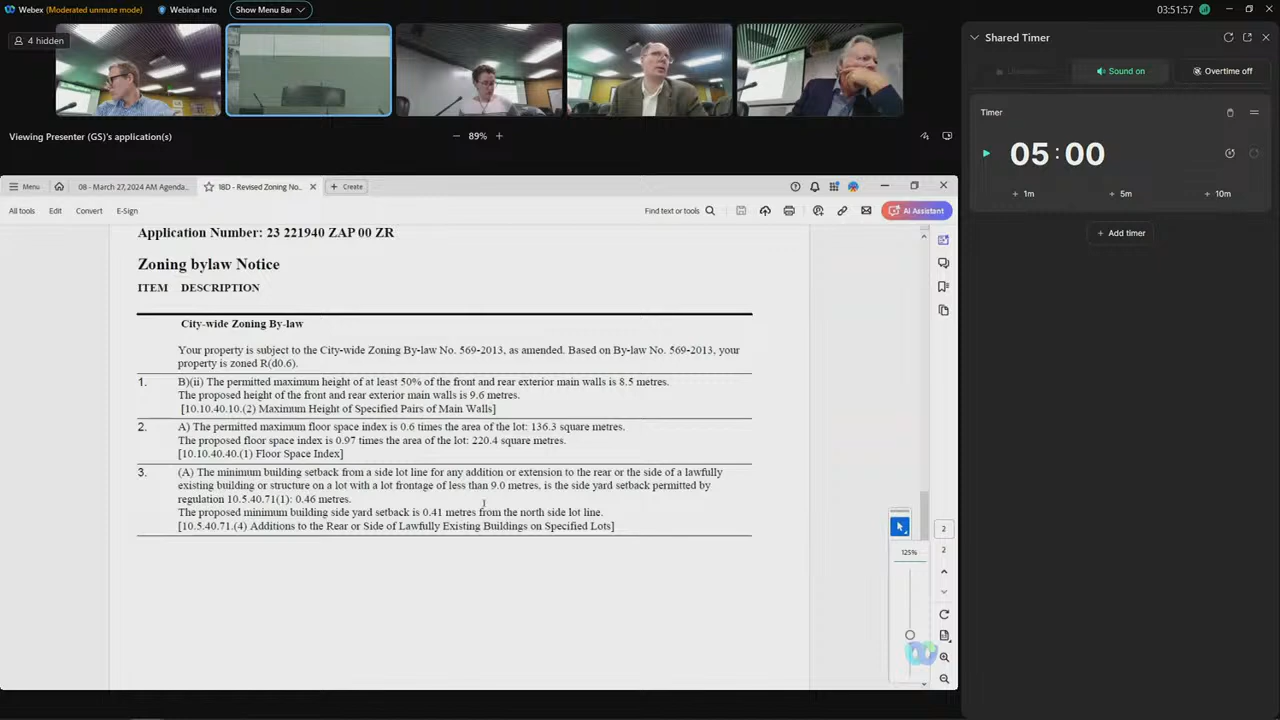 Webex (Moderated unmute mode) Webinar Info Show Menu Bar 03:51:57
4 hidden
Viewing Presenter (GS)'s application(s) 89%
Menu 08 - March 27, 2024 AM Agenda... 18D - Revised Zoning No... Create
All tools Edit Convert E-Sign Find text or tools AI Assistant
Application Number: 23 221940 ZAP 00 ZR
Zoning bylaw Notice
ITEM DESCRIPTION
City-wide Zoning By-law
Your property is subject to the City-wide Zoning By-law No. 569-2013, as amended. Based on By-law No. 569-2013, your
property is zoned R(d0.6).
1. B)(ii) The permitted maximum height of at least 50% of the front and rear exterior main walls is 8.5 metres.
The proposed height of the front and rear exterior main walls is 9.6 metres.
[10.10.40.10.(2) Maximum Height of Specified Pairs of Main Walls]
2. A) The permitted maximum floor space index is 0.6 times the area of the lot: 136.3 square metres.
The proposed floor space index is 0.97 times the area of the lot: 220.4 square metres.
[10.10.40.40.(1) Floor Space Index]
3. (A) The minimum building setback from a side lot line for any addition or extension to the rear or the side of a lawfully
existing building or structure on a lot with a lot frontage of less than 9.0 metres, is the side yard setback permitted by
regulation 10.5.40.71(1): 0.46 metres.
The proposed minimum building side yard setback is 0.41 metres from the north side lot line.
[10.5.40.71.(4) Additions to the Rear or Side of Lawfully Existing Buildings on Specified Lots]
2
2
125%
Shared Timer
Sound on Overtime off
Timer
05:00
+ 1m + 5m + 10m
+ Add timer